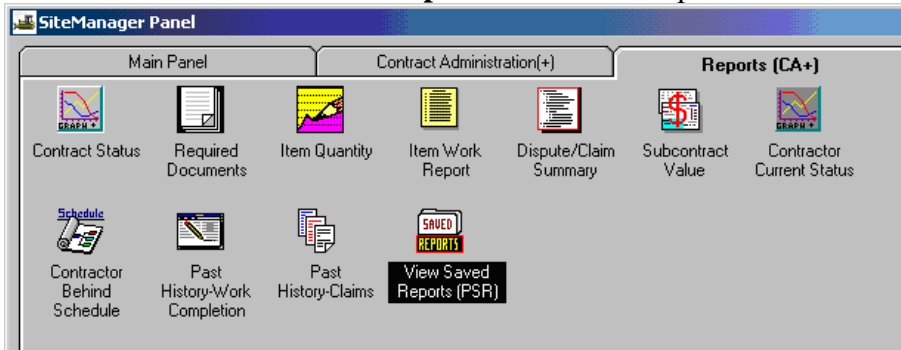 SiteManager Panel
Main Panel
Contract Administration(+)
Reports (CA+)
GRAPH +
GRAPH +
Contract Status
Required
Documents
Item Quantity
Item Work
Report
Dispute/Claim
Summary
Subcontract
Value
Contractor
Current Status
Schedule
SAVED
REPORTS
Contractor
Behind
Schedule
Past
History-Work
Completion
Past
History-Claims
View Saved
Reports (PSR)